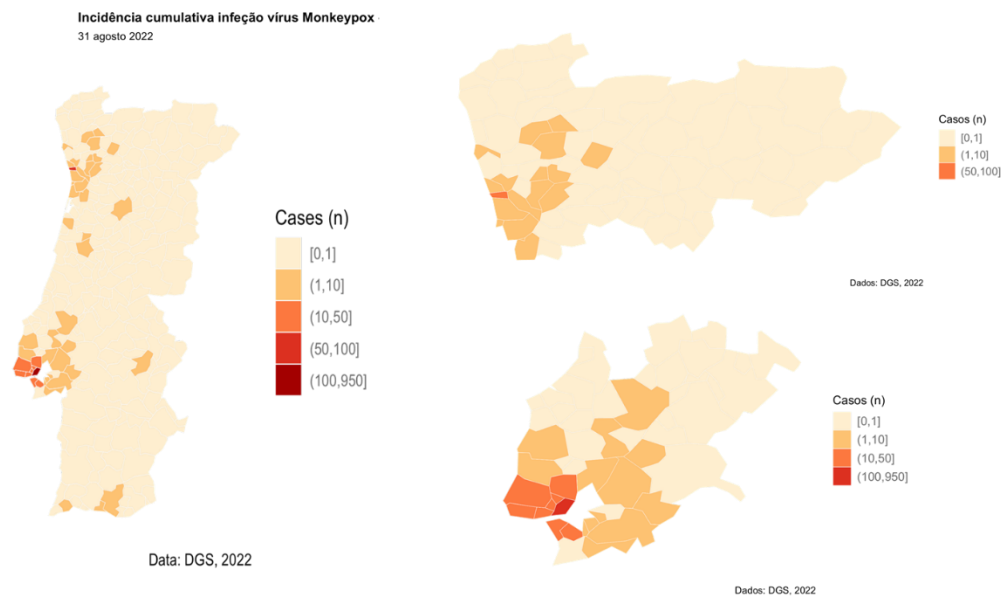 Incidência cumulativa infeção vírus Monkeypox
31 agosto 2022
Cases (n)
[0,1]
(1,10]
(10,50]
(50,100]
(100,950]
Data: DGS, 2022
Casos (n)
[0,1]
(1,10]
(50,100]
Dados: DGS, 2022
Casos (n)
[0,1]
(1,10]
(10,50]
(100,950]
Dados: DGS, 2022